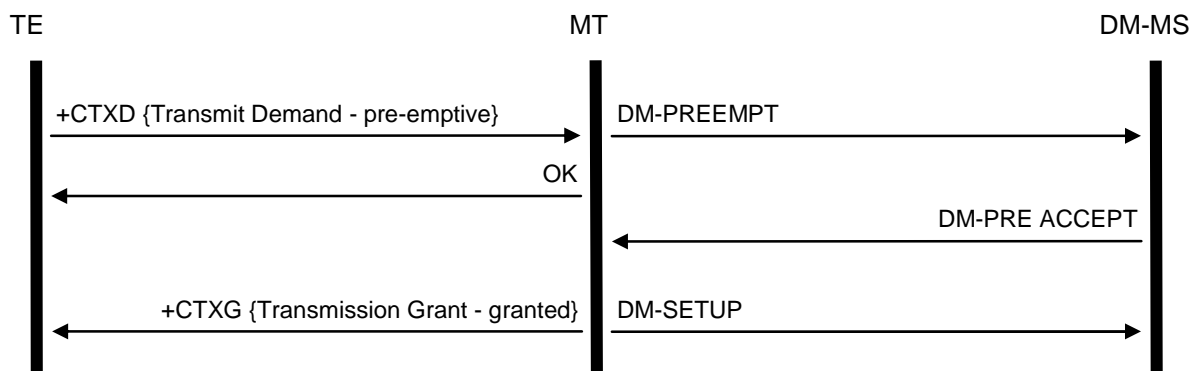 TE
MT
DM-MS
+CTXD {Transmit Demand - pre-emptive}
DM-PREEMPT
OK
DM-PRE ACCEPT
+CTXG {Transmission Grant - granted}
DM-SETUP